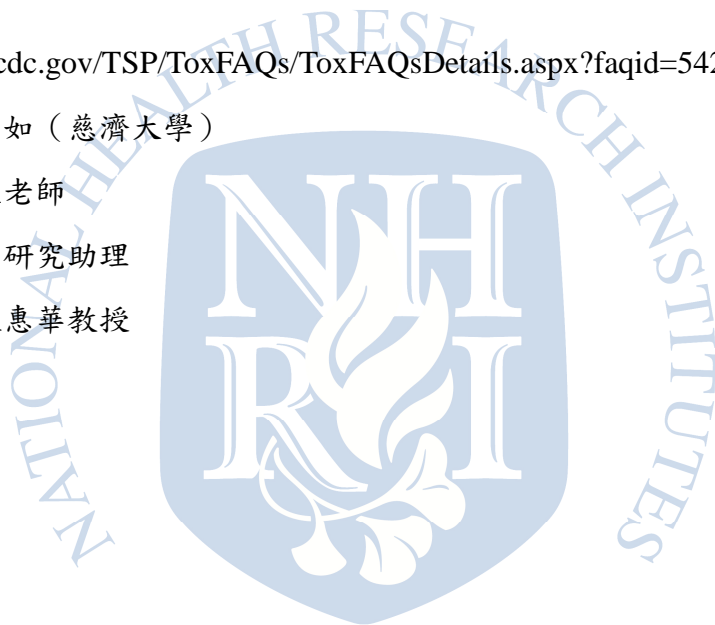 cdc.gov/TSP/ToxFAQs/ToxFAQsDetails.aspx?faqid=542
如（慈濟大學）
老師
研究助理
惠華教授
NATIONAL HEALTH RESEARCH INSTITUTES
NH
RI